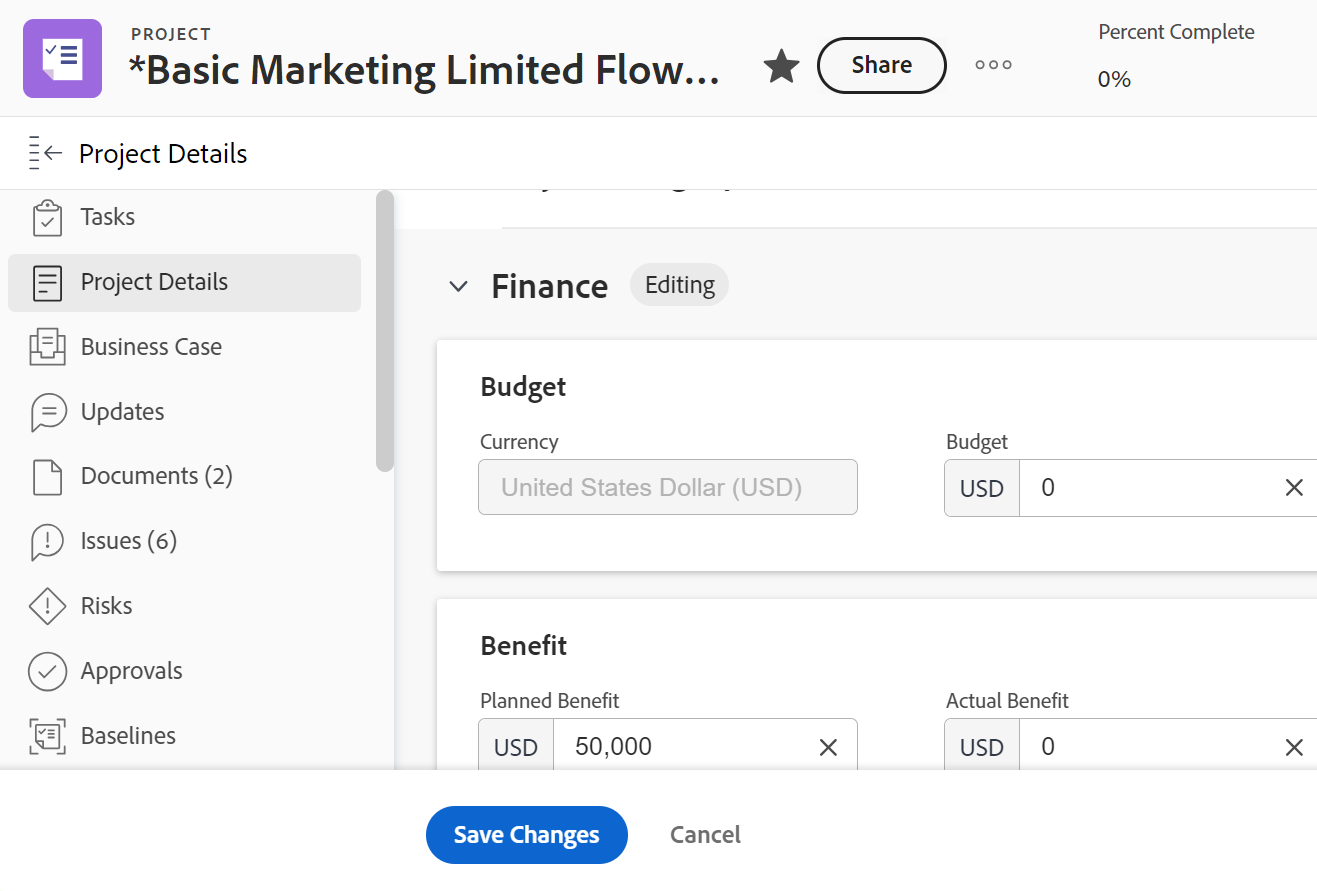 PROJECT
*Basic Marketing Limited Flow...
Share
Percent Complete
0%
Project Details
Tasks
Project Details
Business Case
Updates
Documents (2)
Issues (6)
Risks
Approvals
Baselines
Finance
Editing
Budget
Currency
United States Dollar (USD)
Budget
USD
0
Benefit
Planned Benefit
USD
50,000
Actual Benefit
USD
0
Save Changes
Cancel